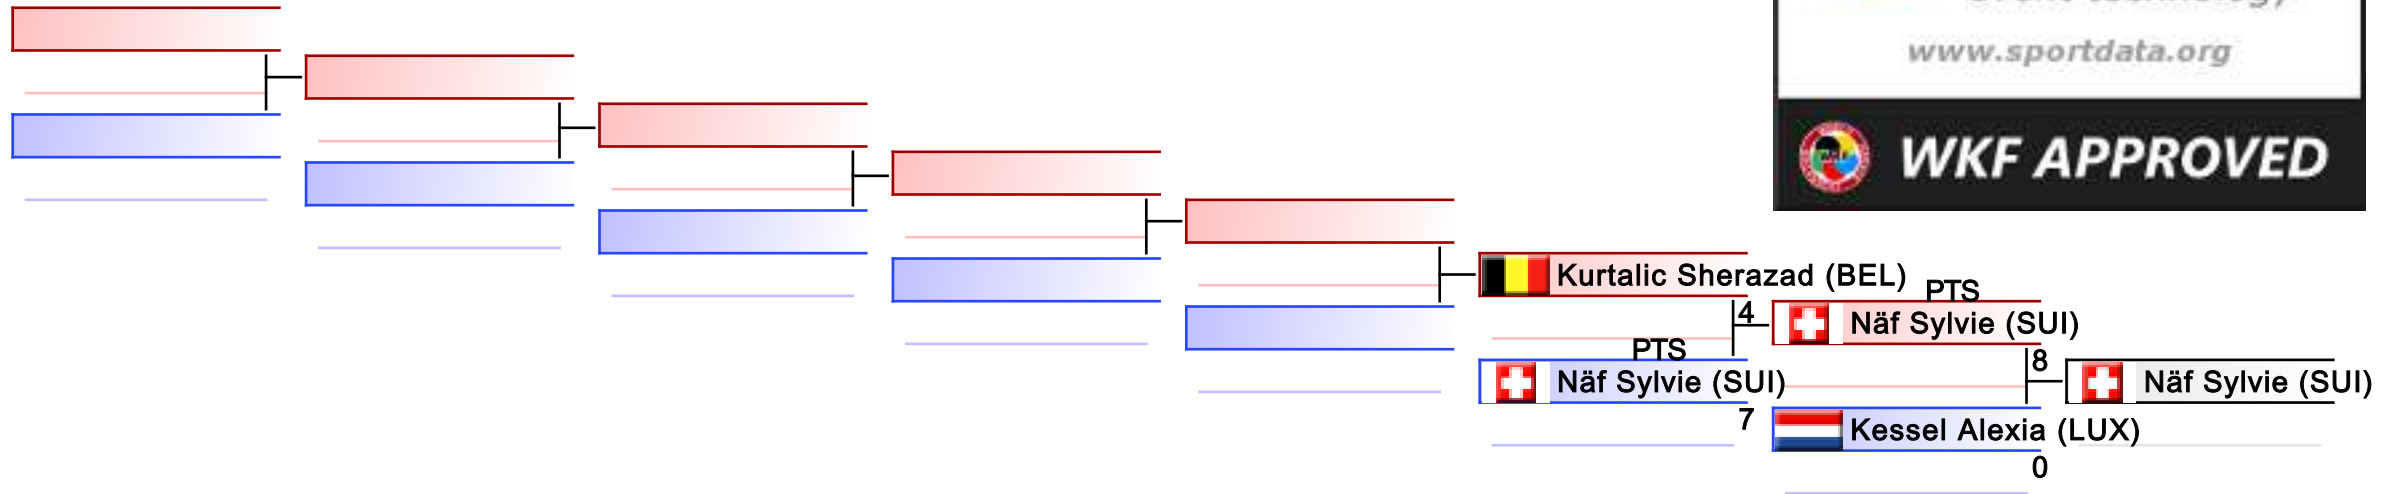 www.sportdata.org
WKF APPROVED
Kurtalic Sherazad (BEL)
4
PTS
Näf Sylvie (SUI)
7
PTS
Näf Sylvie (SUI)
8
Kessel Alexia (LUX)
0
Näf Sylvie (SUI)